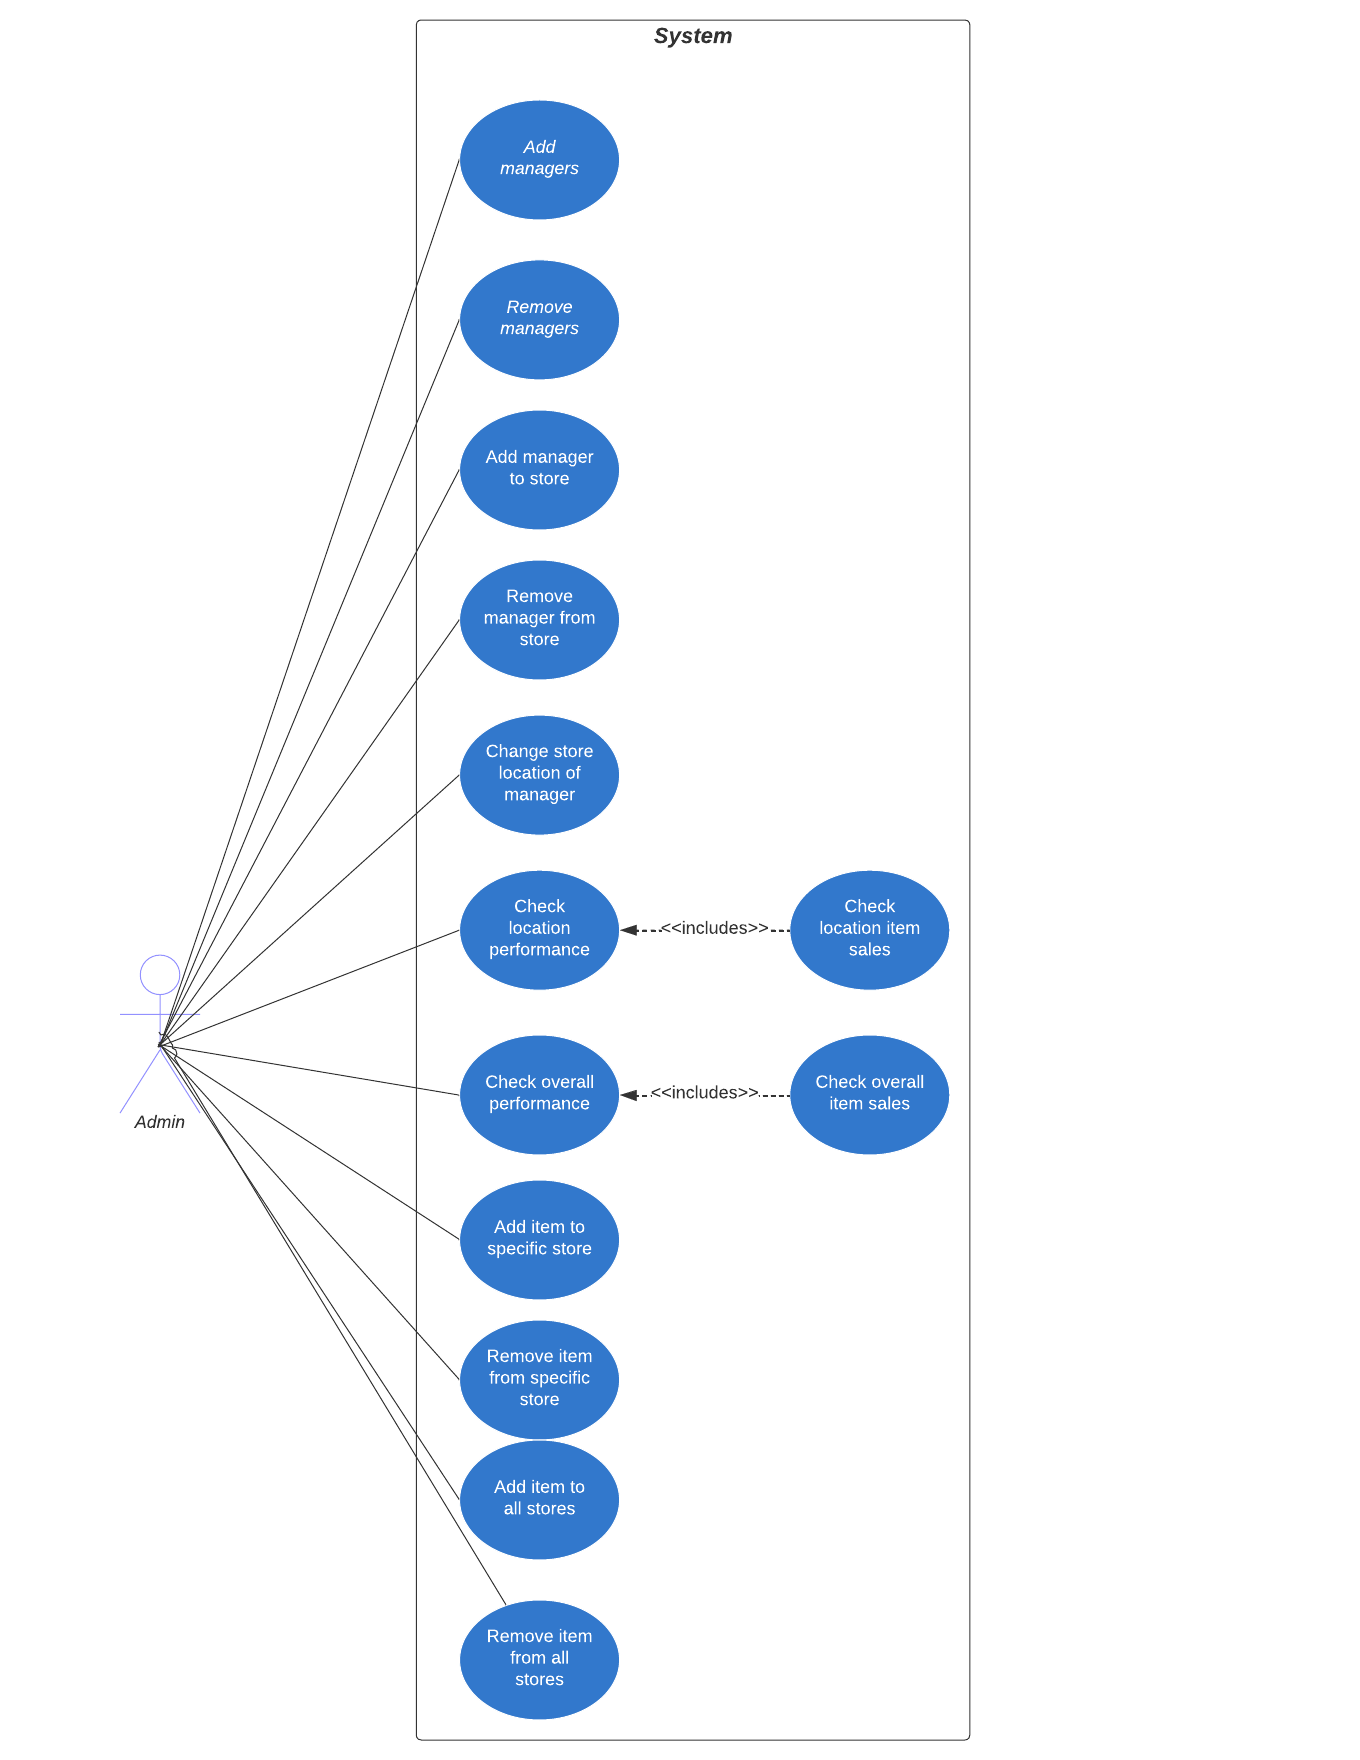 System
Add
managers
Remove
managers
Add manager
to store
Remove
manager from
store
Change store
location of
manager
Check
location
performance
<<includes>>
Check
location item
sales
Check overall
performance
<<includes>>
Check overall
item sales
Admin
Add item to
specific store
Remove item
from specific
store
Add item to
all stores
Remove item
from all
stores